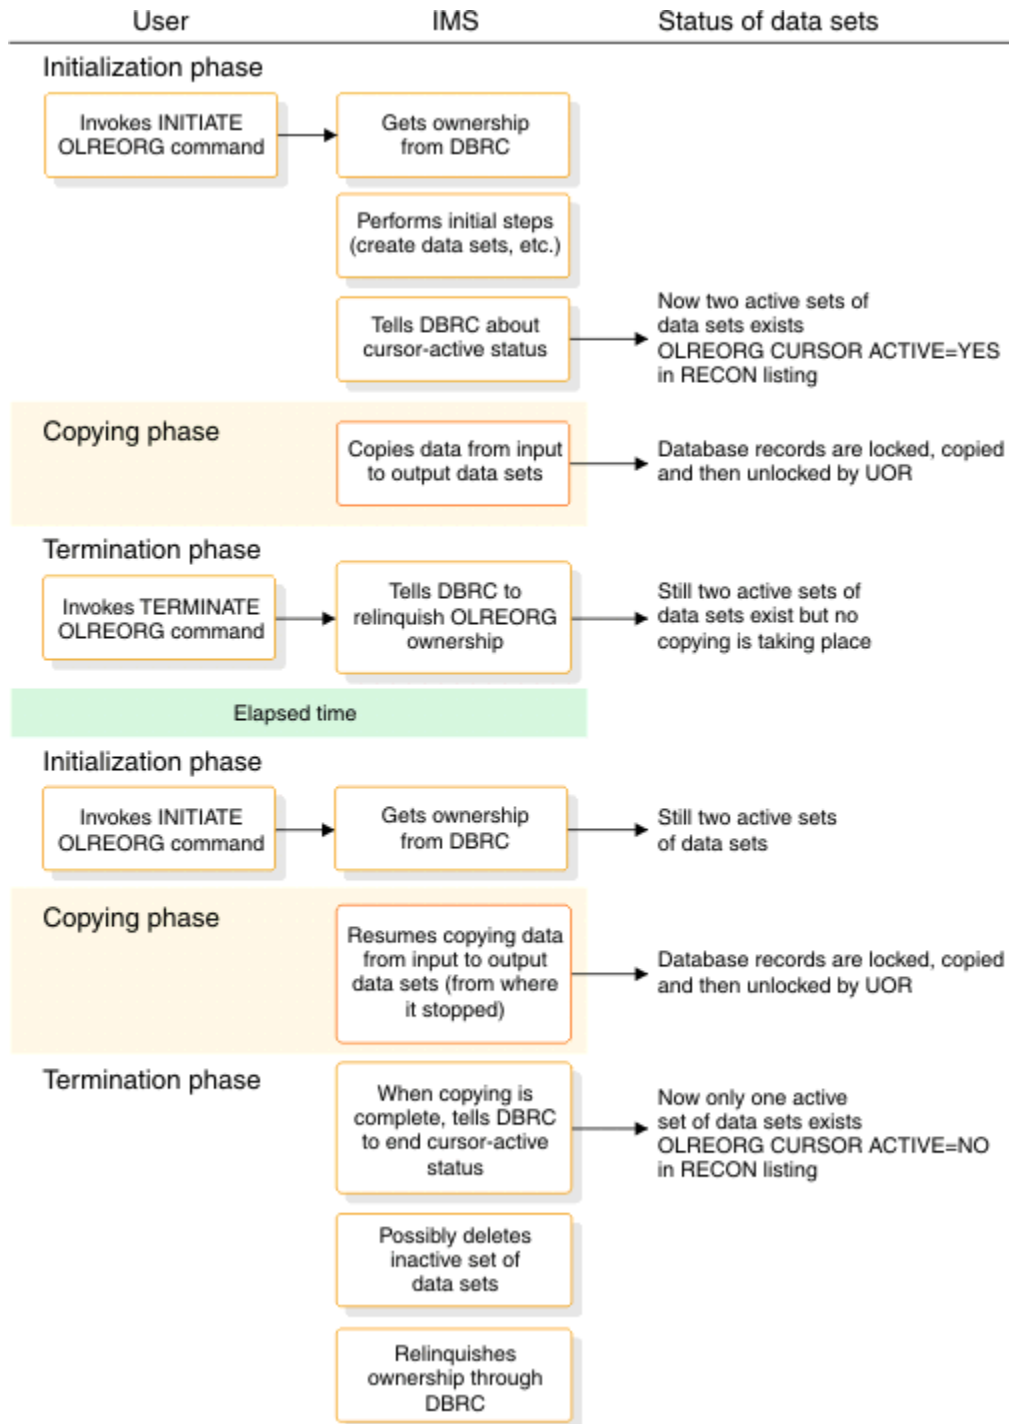 User
IMS
Status of data sets
Initialization phase
Invokes INITIATE
OLREORG command
Gets ownership
from DBRC
Performs initial steps
(create data sets, etc.)
Tells DBRC about
cursor-active status
Now two active sets of
data sets exists
OLREORG CURSOR ACTIVE=YES
in RECON listing
Copying phase
Copies data from input
to output data sets
Database records are locked, copied
and then unlocked by UOR
Termination phase
Invokes TERMINATE
OLREORG command
Tells DBRC to
relinquish OLREORG
ownership
Still two active sets of
data sets exist but no
copying is taking place
Elapsed time
Initialization phase
Invokes INITIATE
OLREORG command
Gets ownership
from DBRC
Still two active sets
of data sets
Copying phase
Resumes copying data
from input to output
data sets (from where
it stopped)
Database records are locked, copied
and then unlocked by UOR
Termination phase
When copying is
complete, tells DBRC
to end cursor-active
status
Now only one active
set of data sets exists
OLREORG CURSOR ACTIVE=NO
in RECON listing
Possibly deletes
inactive set of
data sets
Relinquishes
ownership through
DBRC